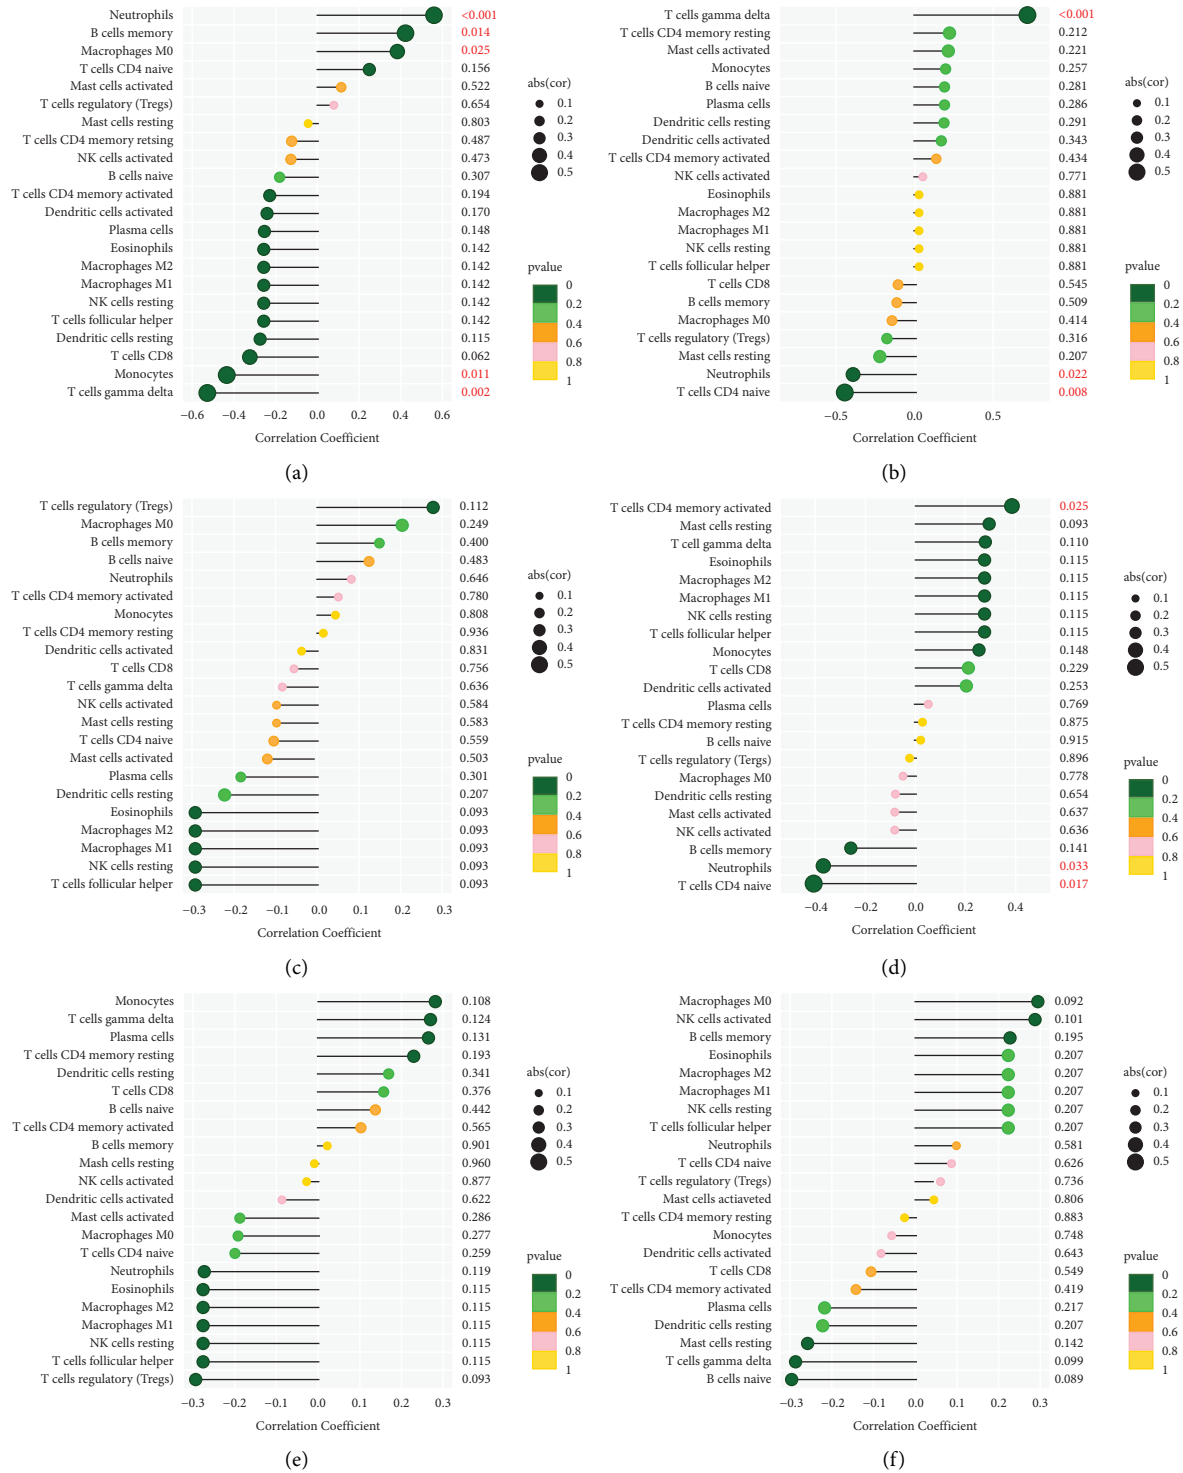 Neutrophils <0.001
B cells memory 0.014
Macrophages M0 0.025
T cells CD4 naive 0.156
Mast cells activated 0.522
T cells regulatory (Tregs) 0.654
Mast cells resting 0.803
T cells CD4 memory retsing 0.487
NK cells activated 0.473
B cells naive 0.307
T cells CD4 memory activated 0.194
Dendritic cells activated 0.170
Plasma cells 0.148
Eosinophils 0.142
Macrophages M2 0.142
Macrophages M1 0.142
NK cells resting 0.142
T cells follicular helper 0.142
Dendritic cells resting 0.115
T cells CD8 0.062
Monocytes 0.011
T cells gamma delta 0.002
−0.6 −0.4 −0.2 0.0 0.2 0.4 0.6
Correlation Coefficient
abs(cor)
0.1
0.2
0.3
0.4
0.5
pvalue
0
0.2
0.4
0.6
0.8
1
(a)
T cells gamma delta <0.001
T cells CD4 memory resting 0.212
Mast cells activated 0.221
Monocytes 0.257
B cells naive 0.281
Plasma cells 0.286
Dendritic cells resting 0.291
Dendritic cells activated 0.343
T cells CD4 memory activated 0.434
NK cells activated 0.771
Eosinophils 0.881
Macrophages M2 0.881
Macrophages M1 0.881
NK cells resting 0.881
T cells follicular helper 0.881
T cells CD8 0.545
B cells memory 0.509
Macrophages M0 0.414
T cells regulatory (Tregs) 0.316
Mast cells resting 0.207
Neutrophils 0.022
T cells CD4 naive 0.008
−0.5 0.0 0.5
Correlation Coefficient
abs(cor)
0.1
0.2
0.3
0.4
0.5
pvalue
0
0.2
0.4
0.6
0.8
1
(b)
T cells regulatory (Tregs) 0.112
Macrophages M0 0.249
B cells memory 0.400
B cells naive 0.483
Neutrophils 0.646
T cells CD4 memory activated 0.780
Monocytes 0.808
T cells CD4 memory resting 0.936
Dendritic cells activated 0.831
T cells CD8 0.756
T cells gamma delta 0.636
NK cells activated 0.584
Mast cells resting 0.583
T cells CD4 naive 0.559
Mast cells activated 0.503
Plasma cells 0.301
Dendritic cells resting 0.207
Eosinophils 0.093
Macrophages M2 0.093
Macrophages M1 0.093
NK cells resting 0.093
T cells follicular helper 0.093
−0.3 −0.2 −0.1 0.0 0.1 0.2 0.3
Correlation Coefficient
abs(cor)
0.1
0.2
0.3
0.4
0.5
pvalue
0
0.2
0.4
0.6
0.8
1
(c)
T cells CD4 memory activated 0.025
Mast cells resting 0.093
T cell gamma delta 0.110
Esoinophils 0.115
Macrophages M2 0.115
Macrophages M1 0.115
NK cells resting 0.115
T cells follicular helper 0.115
Monocytes 0.148
T cells CD8 0.229
Dendritic cells activated 0.253
Plasma cells 0.769
T cells CD4 memory resting 0.875
B cells naive 0.915
T cells regulatory (Tergs) 0.896
Macrophages M0 0.778
Dendritic cells resting 0.654
Mast cells activated 0.637
NK cells activated 0.636
B cells memory 0.141
Neutrophils 0.033
T cells CD4 naive 0.017
−0.4 −0.2 0.0 0.2 0.4
Correlation Coefficient
abs(cor)
0.1
0.2
0.3
0.4
0.5
pvalue
0
0.2
0.4
0.6
0.8
1
(d)
Monocytes 0.108
T cells gamma delta 0.124
Plasma cells 0.131
T cells CD4 memory resting 0.193
Dendritic cells resting 0.341
T cells CD8 0.376
B cells naive 0.442
T cells CD4 memory activated 0.565
B cells memory 0.901
Mash cells resting 0.960
NK cells activated 0.877
Dendritic cells activated 0.622
Mast cells activated 0.286
Macrophages M0 0.277
T cells CD4 naive 0.259
Neutrophils 0.119
Eosinophils 0.115
Macrophages M2 0.115
Macrophages M1 0.115
NK cells resting 0.115
T cells follicular helper 0.115
T cells regulatory (Tregs) 0.093
−0.3 −0.2 −0.1 0.0 0.1 0.2 0.3
Correlation Coefficient
abs(cor)
0.1
0.2
0.3
0.4
0.5
pvalue
0
0.2
0.4
0.6
0.8
1
(e)
Macrophages M0 0.092
NK cells activated 0.101
B cells memory 0.195
Eosinophils 0.207
Macrophages M2 0.207
Macrophages M1 0.207
NK cells resting 0.207
T cells follicular helper 0.207
Neutrophils 0.581
T cells CD4 naive 0.626
T cells regulatory (Tregs) 0.736
Mast cells actiaveted 0.806
T cells CD4 memory resting 0.883
Monocytes 0.748
Dendritic cells activated 0.643
T cells CD8 0.549
T cells CD4 memory activated 0.419
Plasma cells 0.217
Dendritic cells resting 0.207
Mast cells resting 0.142
T cells gamma delta 0.099
B cells naive 0.089
−0.3 −0.2 −0.1 0.0 0.1 0.2 0.3
Correlation Coefficient
abs(cor)
0.1
0.2
0.3
0.4
0.5
pvalue
0
0.2
0.4
0.6
0.8
1
(f)